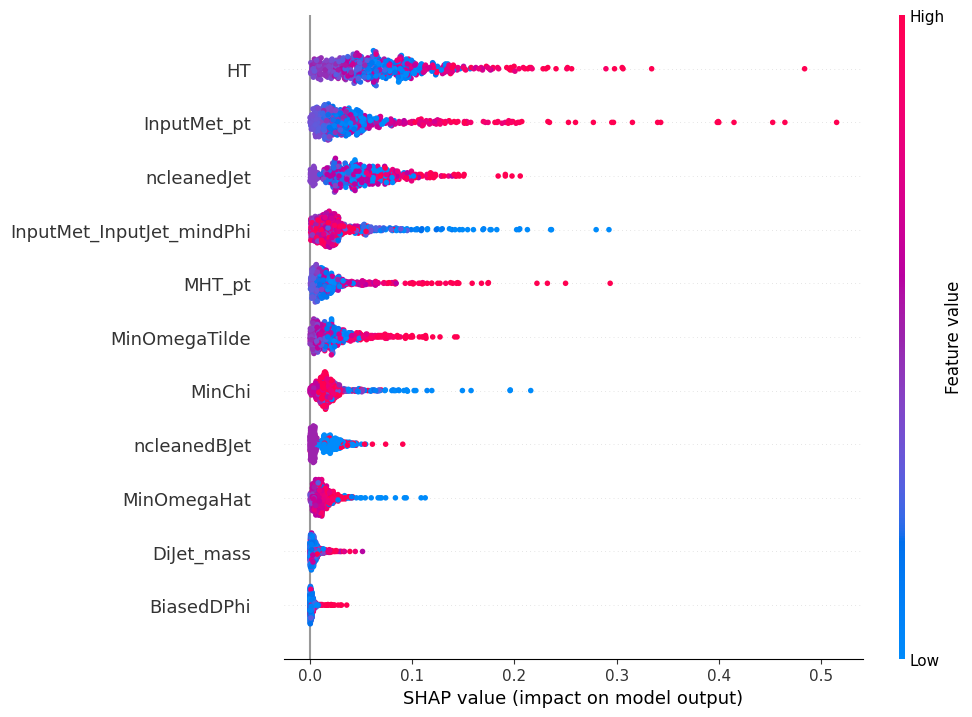 High
HT
InputMet_pt
ncleanedJet
InputMet_InputJet_mindPhi
MHT_pt
MinOmegaTilde
MinChi
ncleanedBJet
MinOmegaHat
DiJet_mass
BiasedDPhi
Feature value
Low
0.0 0.1 0.2 0.3 0.4 0.5
SHAP value (impact on model output)